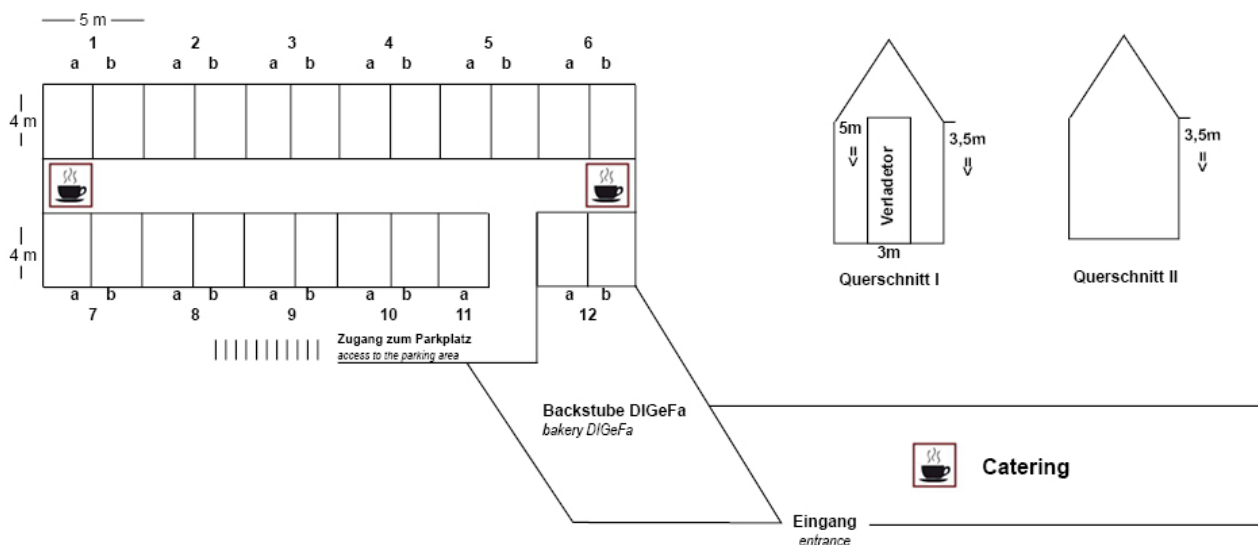 5 m
1 2 3 4 5 6
a b a b a b a b a b a b
4 m
4 m
a b a b a b a b a a b
7 8 9 10 11 12
Zugang zum Parkplatz
access to the parking area
Backstube DIGeFa
bakery DIGeFa
Catering
Eingang
entrance
5m
Verladetor
3,5m
<=
<=
3m
Querschnitt I
3,5m
<=
Querschnitt II